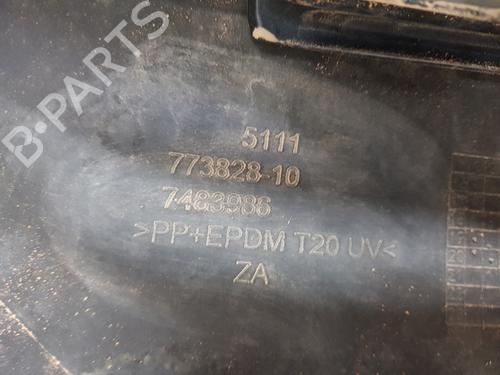 B-PARTS
5111
773828-10
7483986
>PP+EPDM T20 UV<
ZA